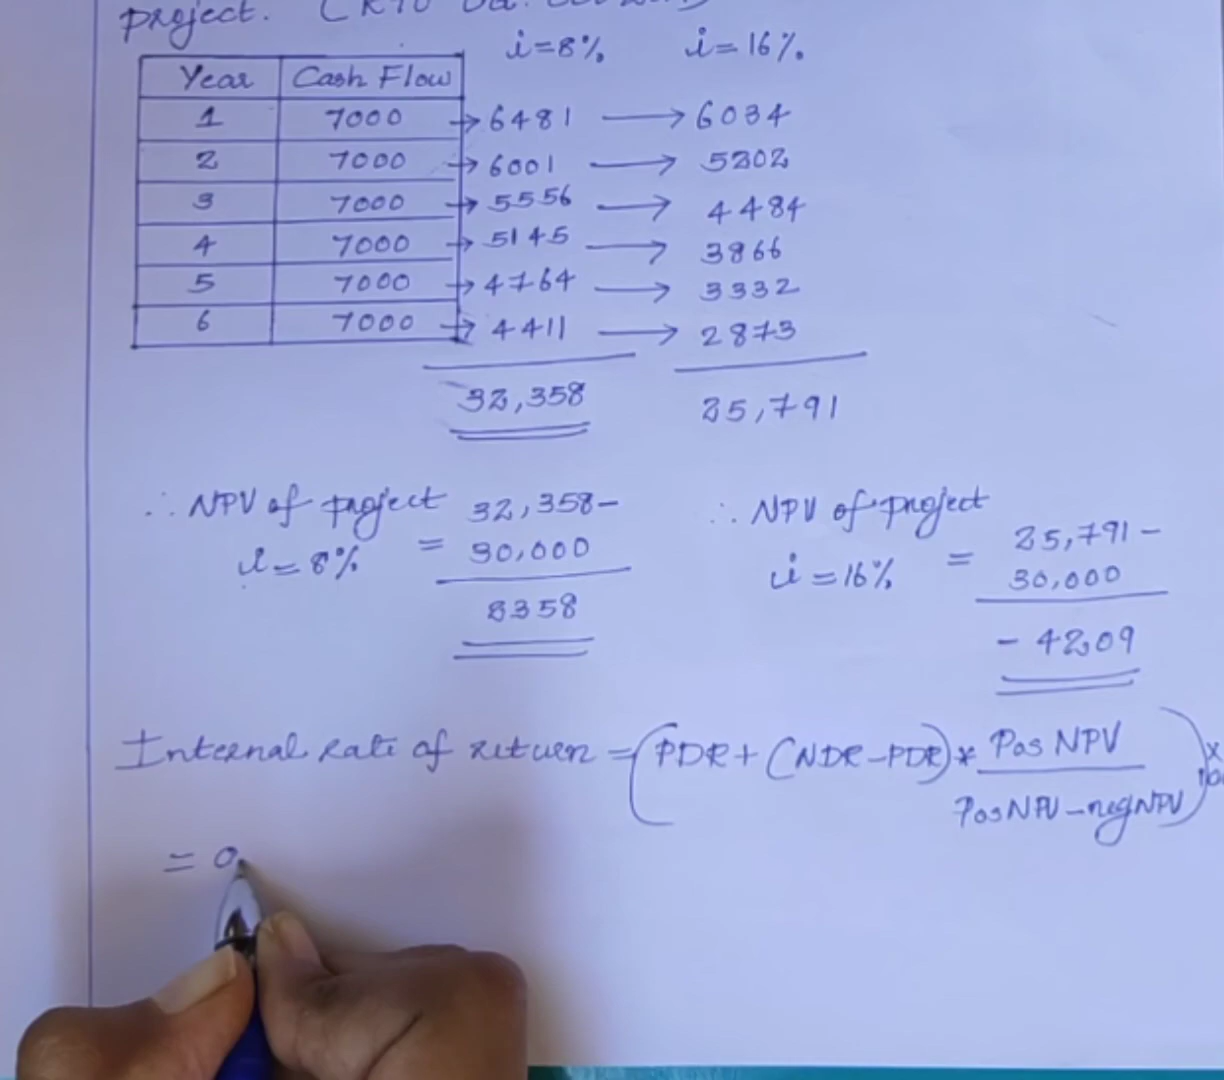 project.
i=8% i=16%.
Year Cash Flow
1 7000 → 6481 → 6034
2 7000 → 6001 → 5202
3 7000 → 5556 → 4484
4 7000 → 5145 → 3866
5 7000 → 4764 → 3332
6 7000 → 4411 → 2873
32,358 25,791
∴ NPV of project i=8% = 32,358 - 30,000
2358
∴ NPV of project i=16% = 25,791 - 30,000
- 4209
Internal rate of return = (PDR + (NDR - PDR) * Pos NPV / Pos NPV - neg NPV) ×
= 0.